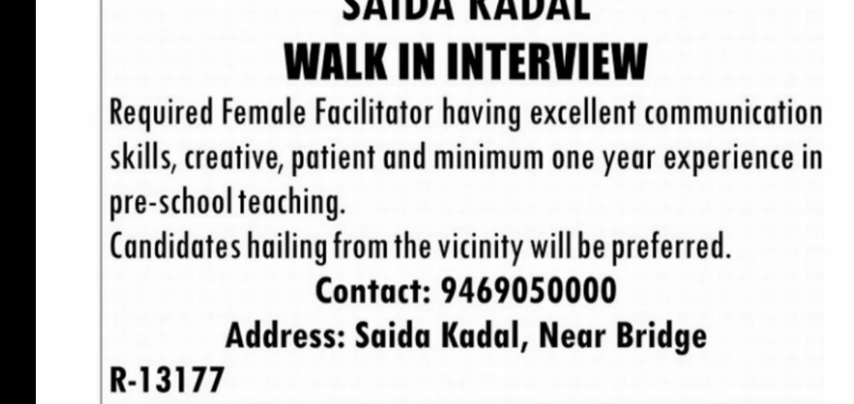 SAIDA KADAL
WALK IN INTERVIEW
Required Female Facilitator having excellent communication
skills, creative, patient and minimum one year experience in
pre-school teaching.
Candidates hailing from the vicinity will be preferred.
Contact: 9469050000
Address: Saida Kadal, Near Bridge
R-13177